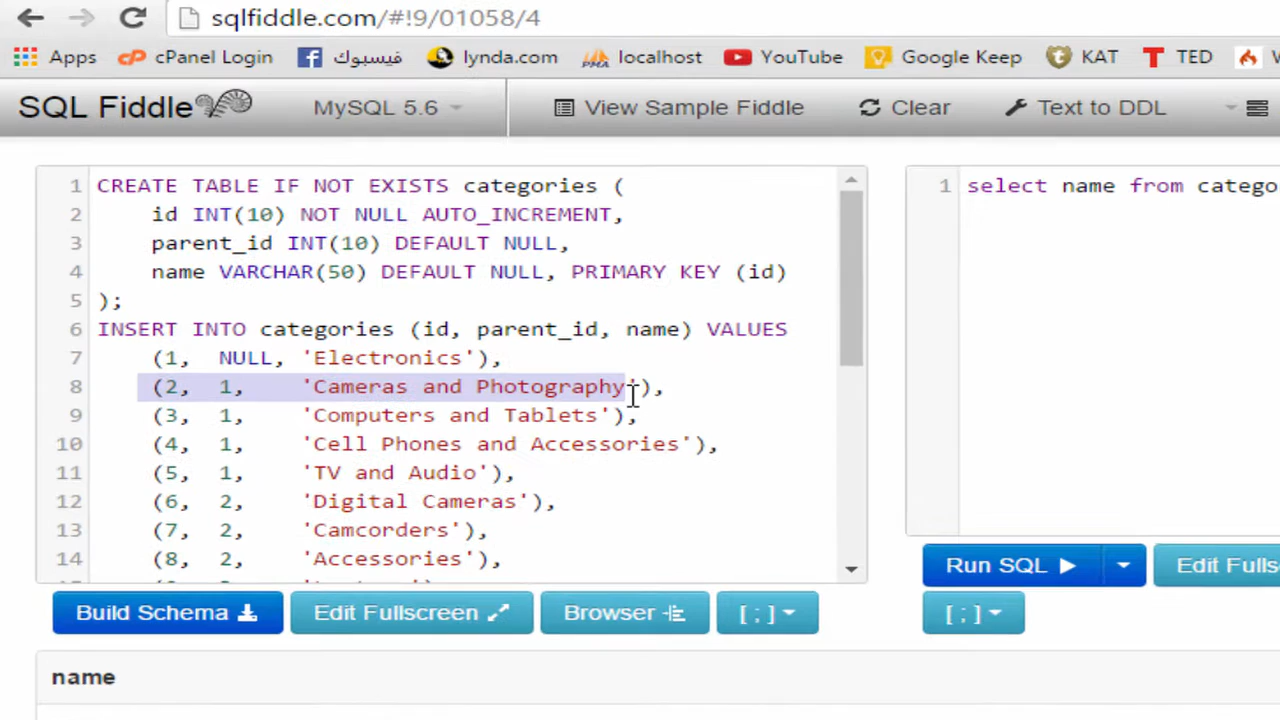 sqlfiddle.com/#!9/01058/4
Apps cPanel Login فيسبوك lynda.com localhost YouTube Google Keep KAT TED
SQL Fiddle MySQL 5.6 View Sample Fiddle Clear Text to DDL
1 CREATE TABLE IF NOT EXISTS categories (
2 id INT(10) NOT NULL AUTO_INCREMENT,
3 parent_id INT(10) DEFAULT NULL,
4 name VARCHAR(50) DEFAULT NULL, PRIMARY KEY (id)
5 );
6 INSERT INTO categories (id, parent_id, name) VALUES
7 (1, NULL, 'Electronics'),
8 (2, 1, 'Cameras and Photography'),
9 (3, 1, 'Computers and Tablets'),
10 (4, 1, 'Cell Phones and Accessories'),
11 (5, 1, 'TV and Audio'),
12 (6, 2, 'Digital Cameras'),
13 (7, 2, 'Camcorders'),
14 (8, 2, 'Accessories'),
1 select name from catego
Build Schema Edit Fullscreen Browser [ ; ]
Run SQL Edit Fulls
[ ; ]
name